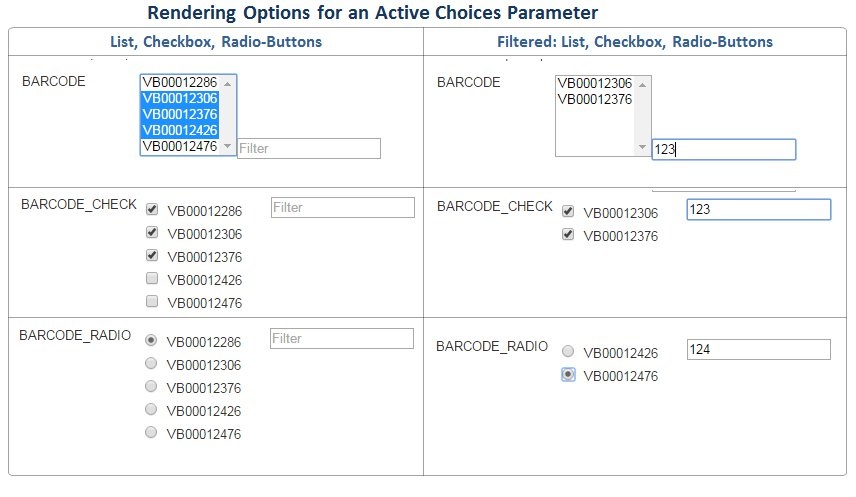 Rendering Options for an Active Choices Parameter
List, Checkbox, Radio-Buttons
Filtered: List, Checkbox, Radio-Buttons
BARCODE
VB00012286
VB00012306
VB00012376
VB00012426
VB00012476
Filter
BARCODE
VB00012306
VB00012376
123
BARCODE_CHECK
VB00012286
Filter
VB00012306
VB00012376
VB00012426
VB00012476
BARCODE_CHECK
VB00012306
123
VB00012376
BARCODE_RADIO
VB00012286
Filter
VB00012306
VB00012376
VB00012426
VB00012476
BARCODE_RADIO
VB00012426
124
VB00012476